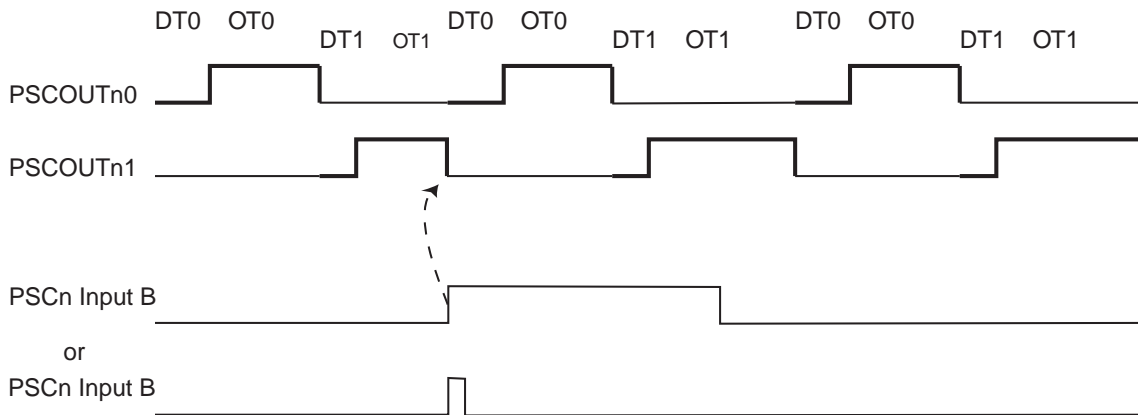 DT0 OT0 DT0 OT0 DT0 OT0
DT1 OT1 DT1 OT1 DT1 OT1
PSCOUTn0
PSCOUTn1
PSCn Input B
or
PSCn Input B